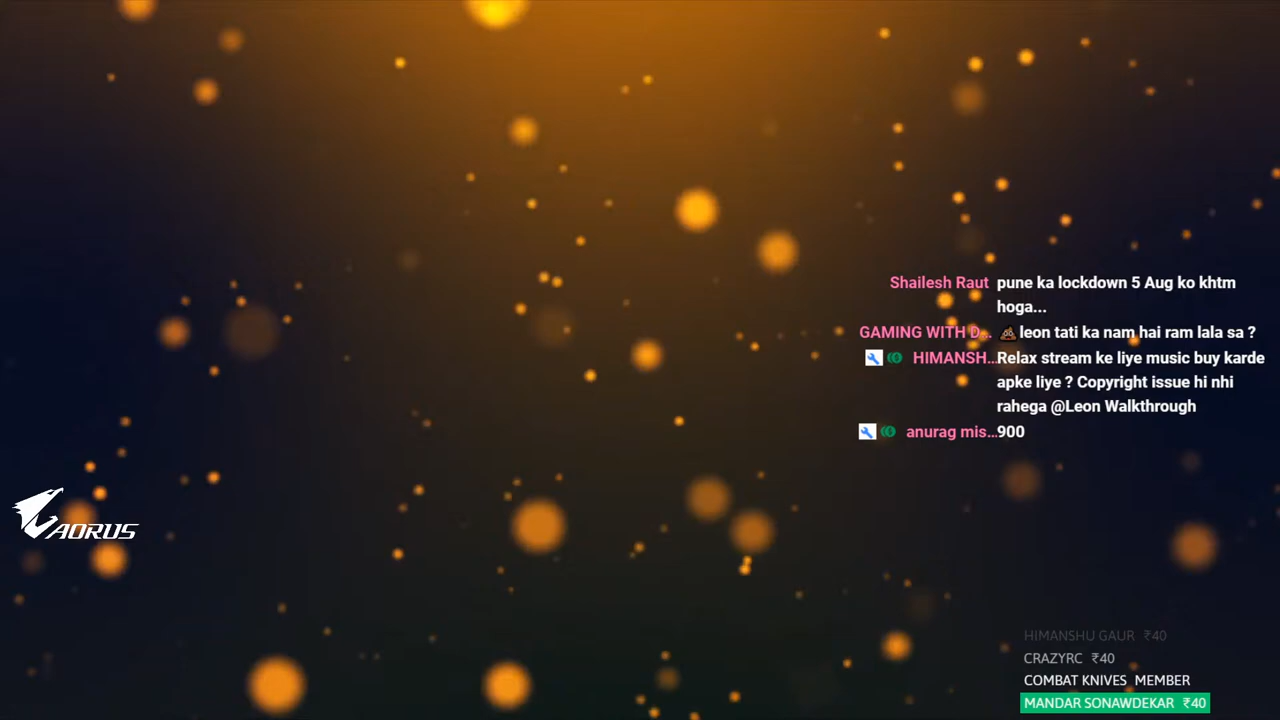 Shailesh Raut pune ka lockdown 5 Aug ko khtm
hoga...
GAMING WITH D... 💩 leon tati ka nam hai ram lala sa ?
HIMANSH... Relax stream ke liye music buy karde
apke liye ? Copyright issue hi nhi
rahega @Leon Walkthrough
anurag mis... 900
AORUS
HIMANSHU GAUR ₹40
CRAZYRC ₹40
COMBAT KNIVES MEMBER
MANDAR SONAWDEKAR ₹40